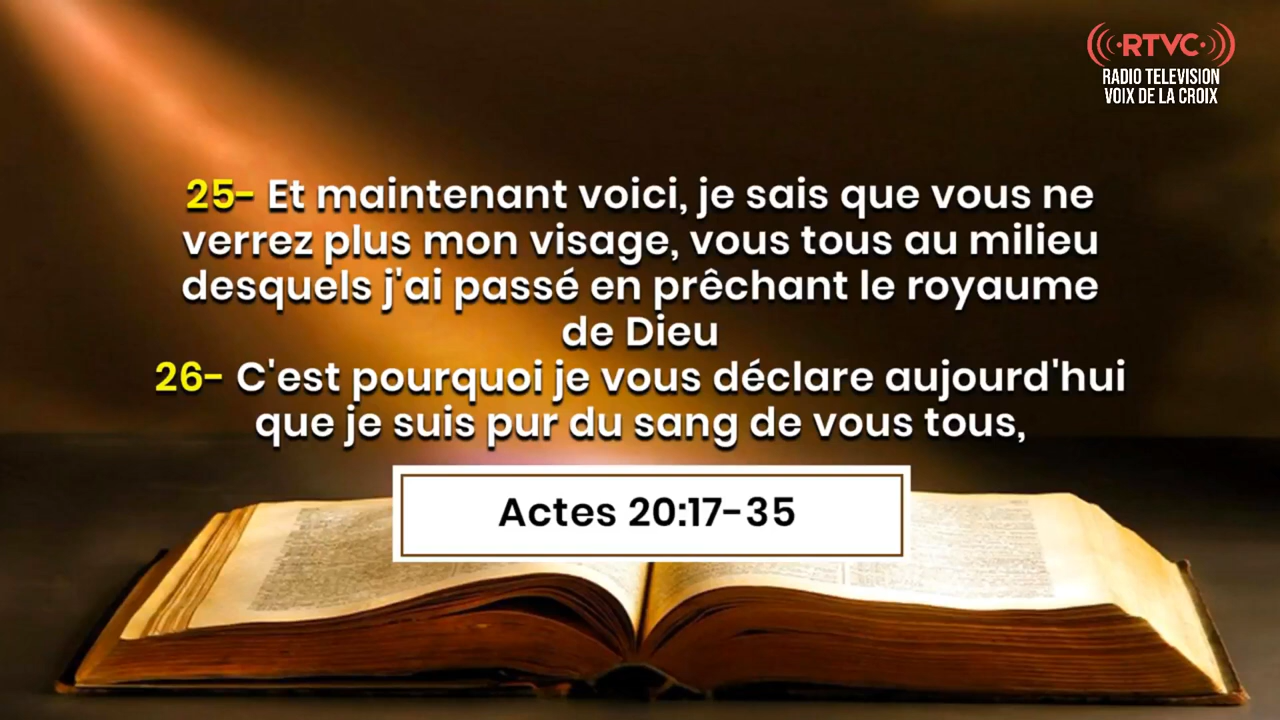 RTVC
RADIO TELEVISION
VOIX DE LA CROIX
25- Et maintenant voici, je sais que vous ne
verrez plus mon visage, vous tous au milieu
desquels j'ai passé en prêchant le royaume
de Dieu
26- C'est pourquoi je vous déclare aujourd'hui
que je suis pur du sang de vous tous,
Actes 20:17-35